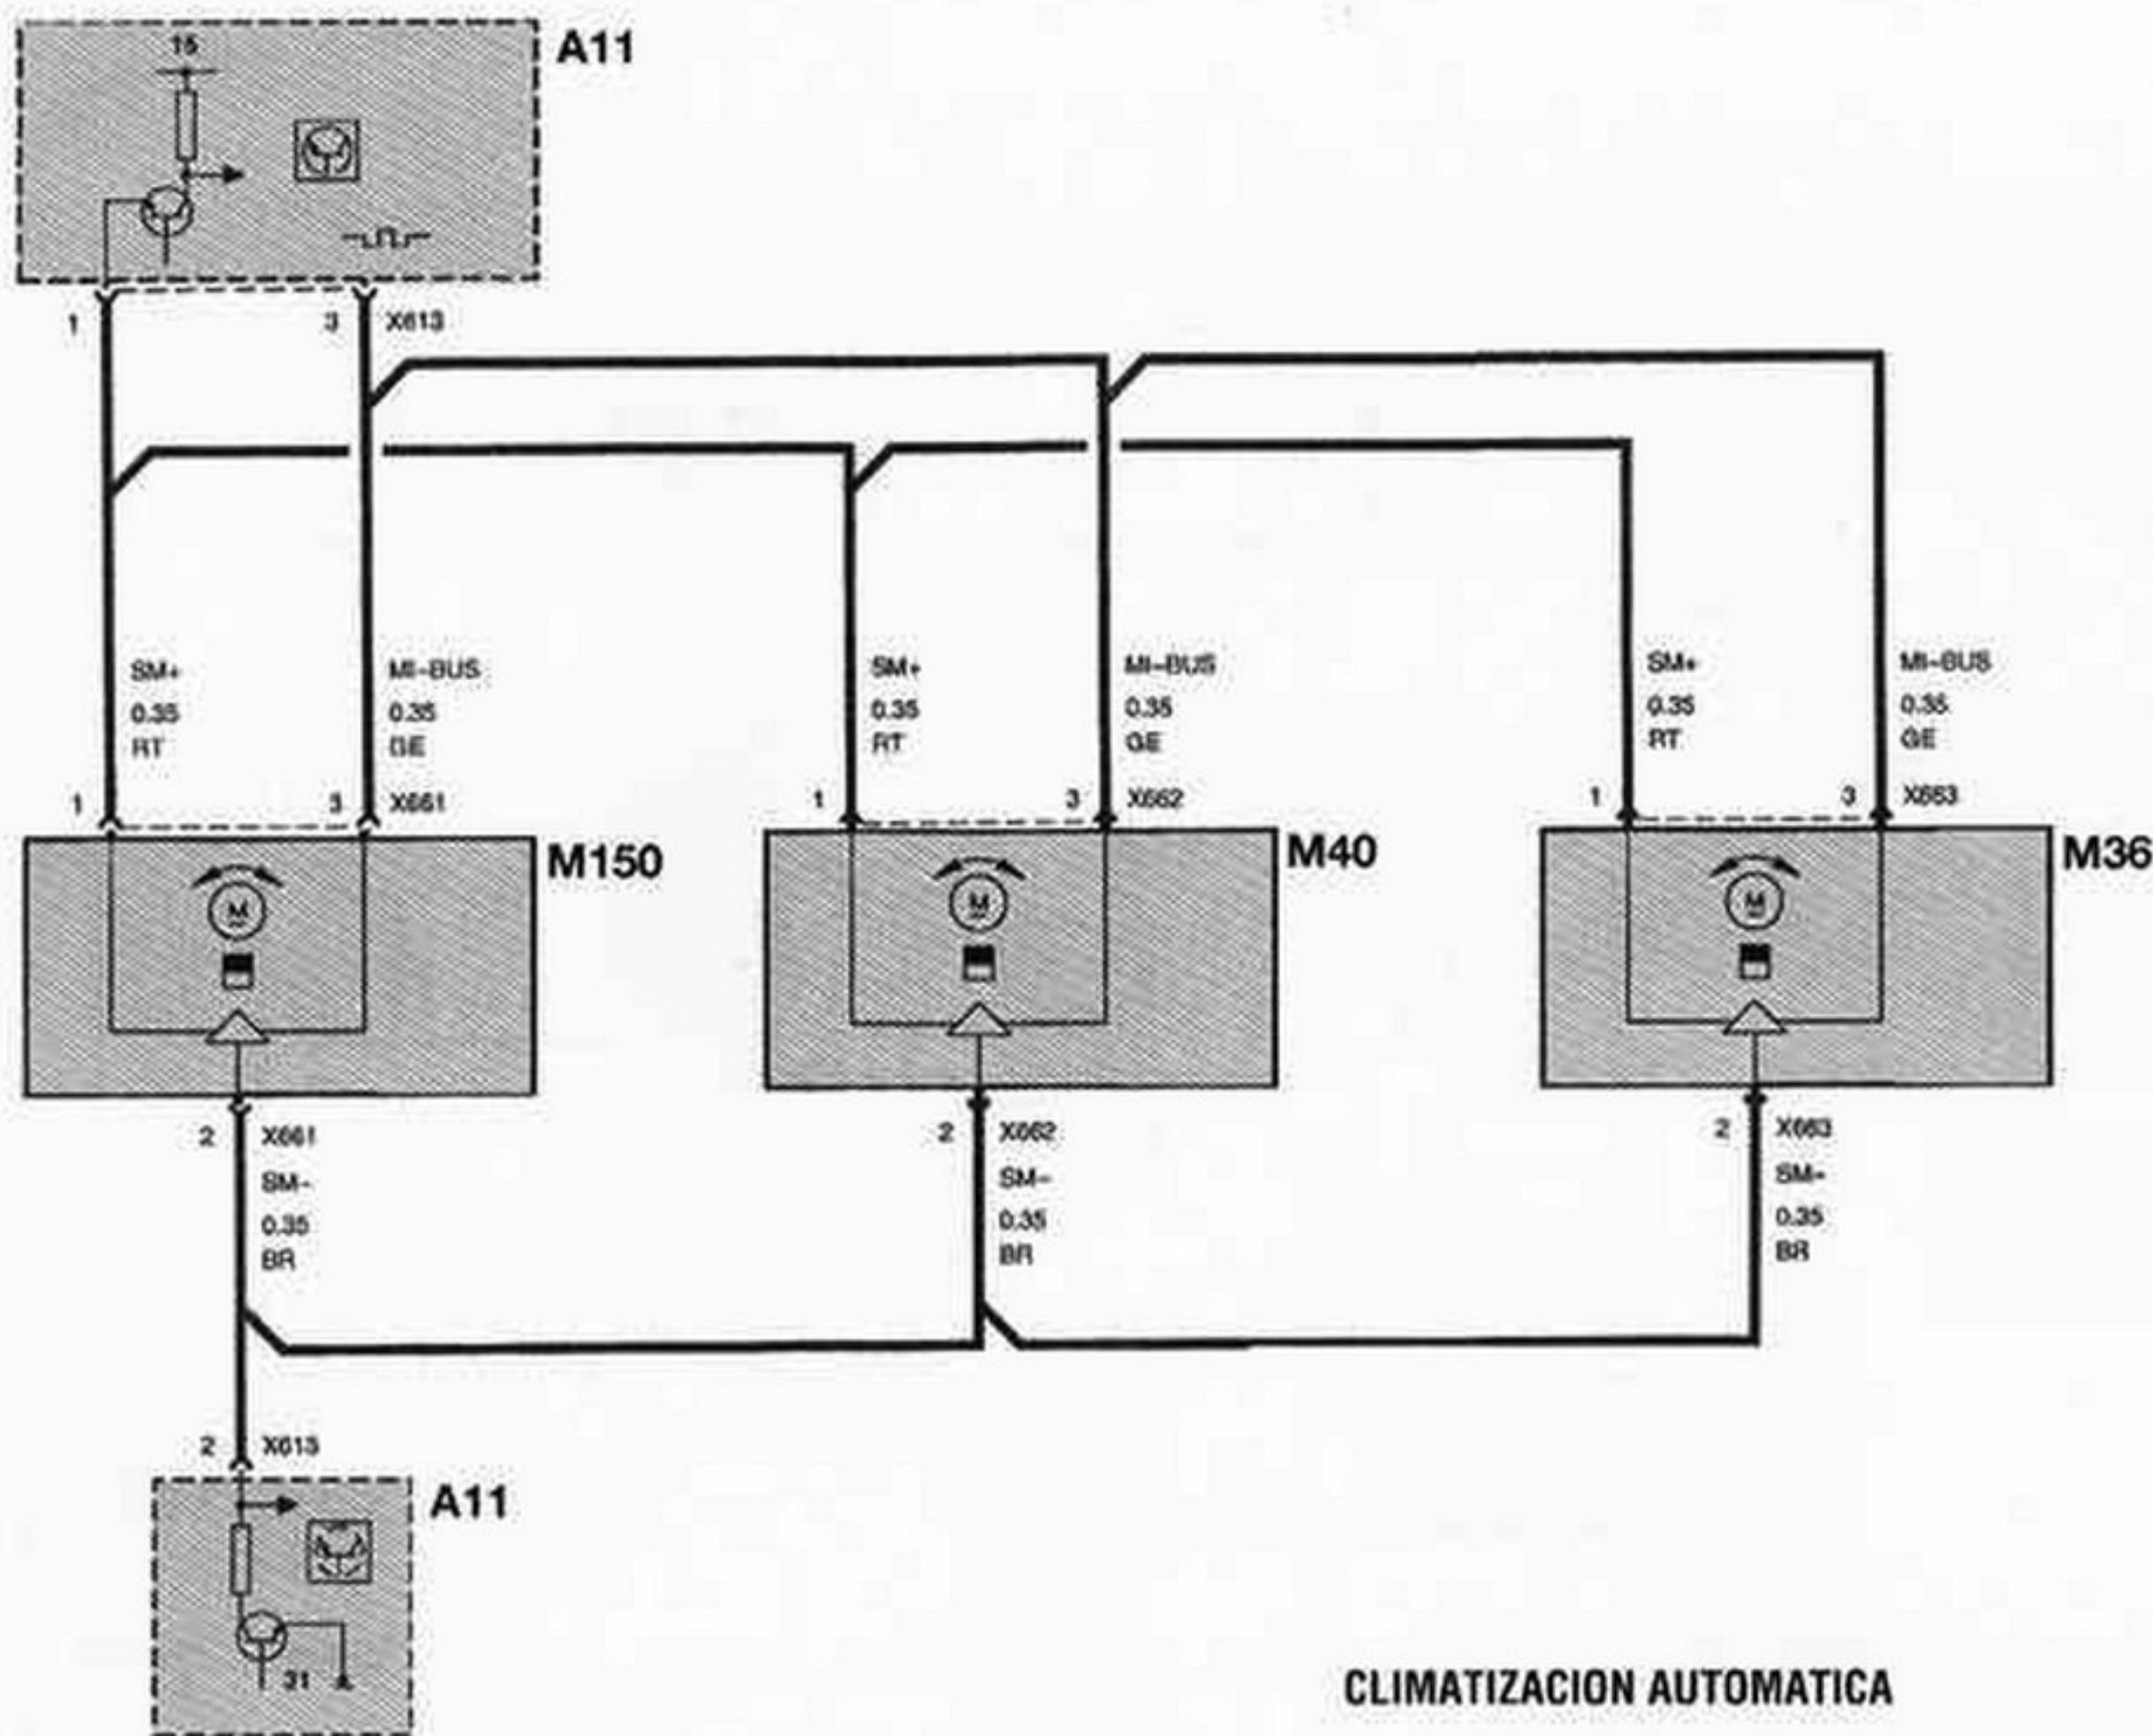 15
A11
1
3 X613
SM+
0.35
RT
MI-BUS
0.35
GE
SM+
0.35
RT
MI-BUS
0.35
GE
SM+
0.35
RT
MI-BUS
0.35
GE
1
3 X661
1
3 X662
1
3 X663
M150
M40
M36
M
M
M
2 X661
SM-
0.35
BR
2 X662
SM-
0.35
BR
2 X663
SM-
0.35
BR
2 X613
A11
31
CLIMATIZACION AUTOMATICA